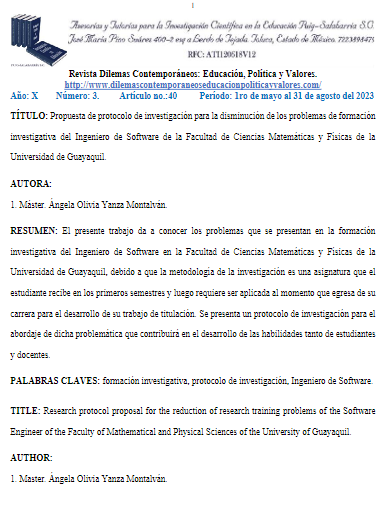 1
Asesorías y Tutorías para la Investigación Científica en la Educación Puig-Salabarría S.C.
José María Pino Suárez 400-2 esq a Lerdo de Tejada. Toluca, Estado de México. 7223898475
RFC: ATI120618V12
Revista Dilemas Contemporáneos: Educación, Política y Valores.
http://www.dilemascontemporaneoseducacionpoliticayvalores.com/
Año: X Número: 3. Artículo no.:40 Período: 1ro de mayo al 31 de agosto del 2023
TÍTULO: Propuesta de protocolo de investigación para la disminución de los problemas de formación
investigativa del Ingeniero de Software de la Facultad de Ciencias Matemáticas y Físicas de la
Universidad de Guayaquil.
AUTORA:
1. Máster. Ángela Olivia Yanza Montalván.
RESUMEN: El presente trabajo da a conocer los problemas que se presentan en la formación
investigativa del Ingeniero de Software en la Facultad de Ciencias Matemáticas y Físicas de la
Universidad de Guayaquil, debido a que la metodología de la investigación es una asignatura que el
estudiante recibe en los primeros semestres y luego requiere ser aplicada al momento que egresa de su
carrera para el desarrollo de su trabajo de titulación. Se presenta un protocolo de investigación para el
abordaje de dicha problemática que contribuirá en el desarrollo de las habilidades tanto de estudiantes
y docentes.
PALABRAS CLAVES: formación investigativa, protocolo de investigación, Ingeniero de Software.
TITLE: Research protocol proposal for the reduction of research training problems of the Software
Engineer of the Faculty of Mathematical and Physical Sciences of the University of Guayaquil.
AUTHOR:
1. Master. Ángela Olivia Yanza Montalván.